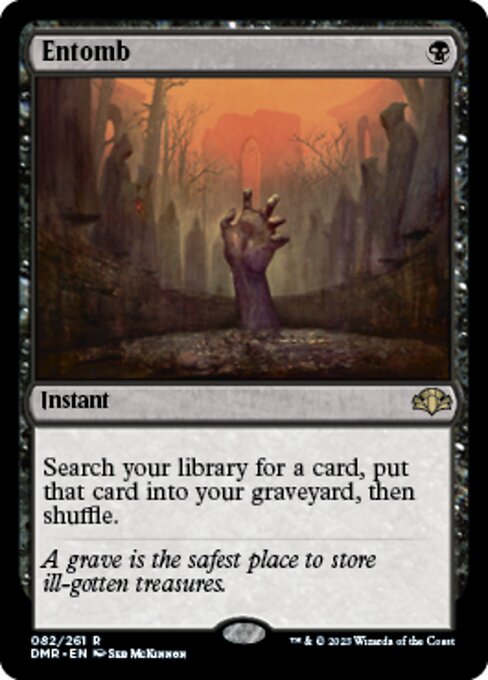 Entomb
Instant
Search your library for a card, put
that card into your graveyard, then
shuffle.
A grave is the safest place to store
ill-gotten treasures.
082/261 R
™ & © 2023 Wizards of the Coast
DMR • EN Seb McKinnon